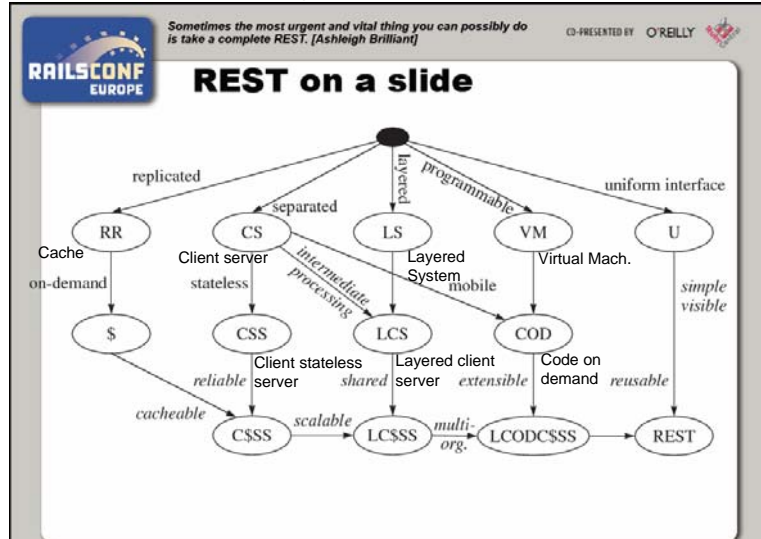 Sometimes the most urgent and vital thing you can possibly do
is take a complete REST. [Ashleigh Brilliant]
CO-PRESENTED BY O'REILLY
RAILSCONF
EUROPE
REST on a slide
replicated
separated
layered
programmable
uniform interface
RR
CS
LS
VM
U
Cache
Client server
Layered
System
Virtual Mach.
on-demand
stateless
intermediate
processing
mobile
simple
visible
$
CSS
LCS
COD
Client stateless
server
Layered client
server
Code on
demand
reliable
shared
extensible
reusable
cacheable
scalable
multi-
org.
C$SS
LC$SS
LCODC$SS
REST